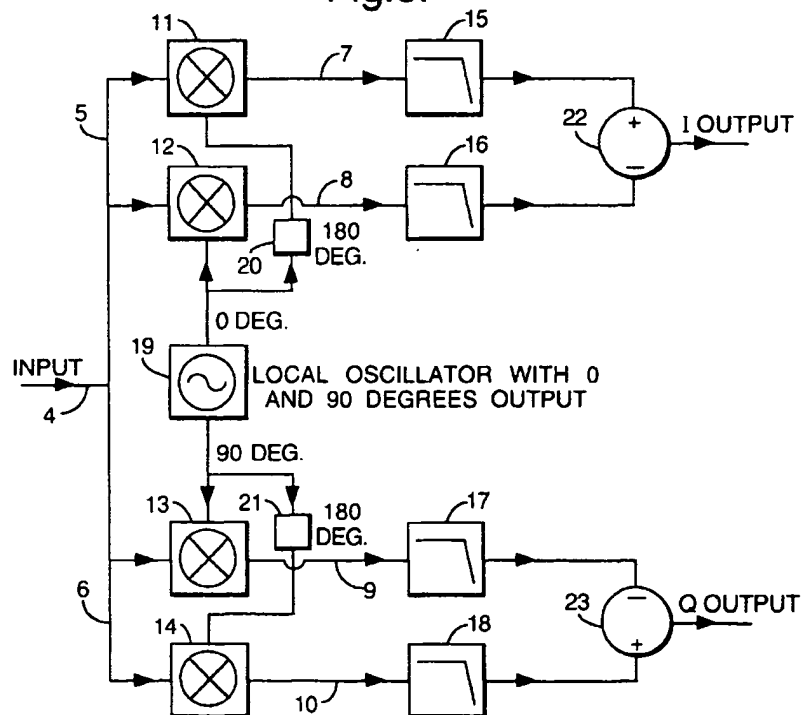 Fig.3.
11
15
7
5
12
16
22
+
−
I OUTPUT
8
20
180
DEG.
0 DEG.
19
INPUT
4
LOCAL OSCILLATOR WITH 0
AND 90 DEGREES OUTPUT
90 DEG.
13
21
180
DEG.
17
9
6
23
−
+
Q OUTPUT
14
18
10